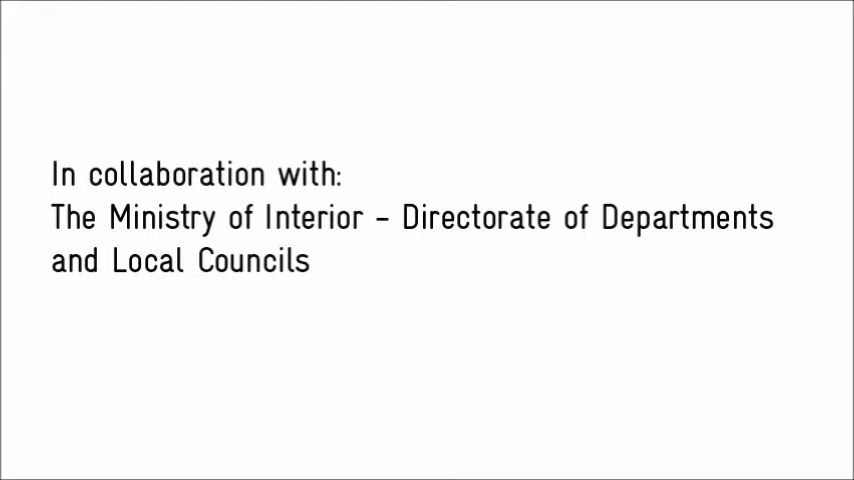 In collaboration with:
The Ministry of Interior - Directorate of Departments
and Local Councils